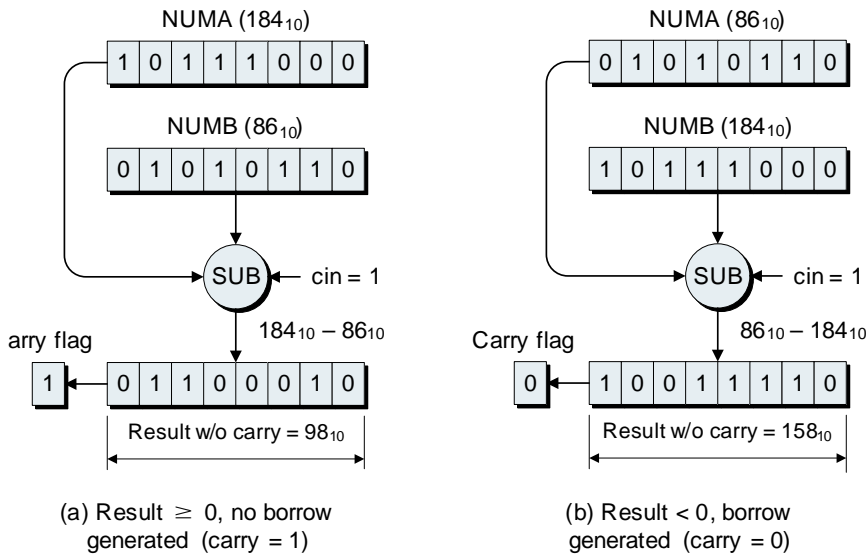 NUMA (184₁₀)
1 0 1 1 1 0 0 0
NUMB (86₁₀)
0 1 0 1 0 1 1 0
SUB
cin = 1
184₁₀ – 86₁₀
arry flag
1
0 1 1 0 0 0 1 0
Result w/o carry = 98₁₀
(a) Result ≥ 0, no borrow
generated (carry = 1)
NUMA (86₁₀)
0 1 0 1 0 1 1 0
NUMB (184₁₀)
1 0 1 1 1 0 0 0
SUB
cin = 1
86₁₀ – 184₁₀
Carry flag
0
1 0 0 1 1 1 1 0
Result w/o carry = 158₁₀
(b) Result < 0, borrow
generated (carry = 0)